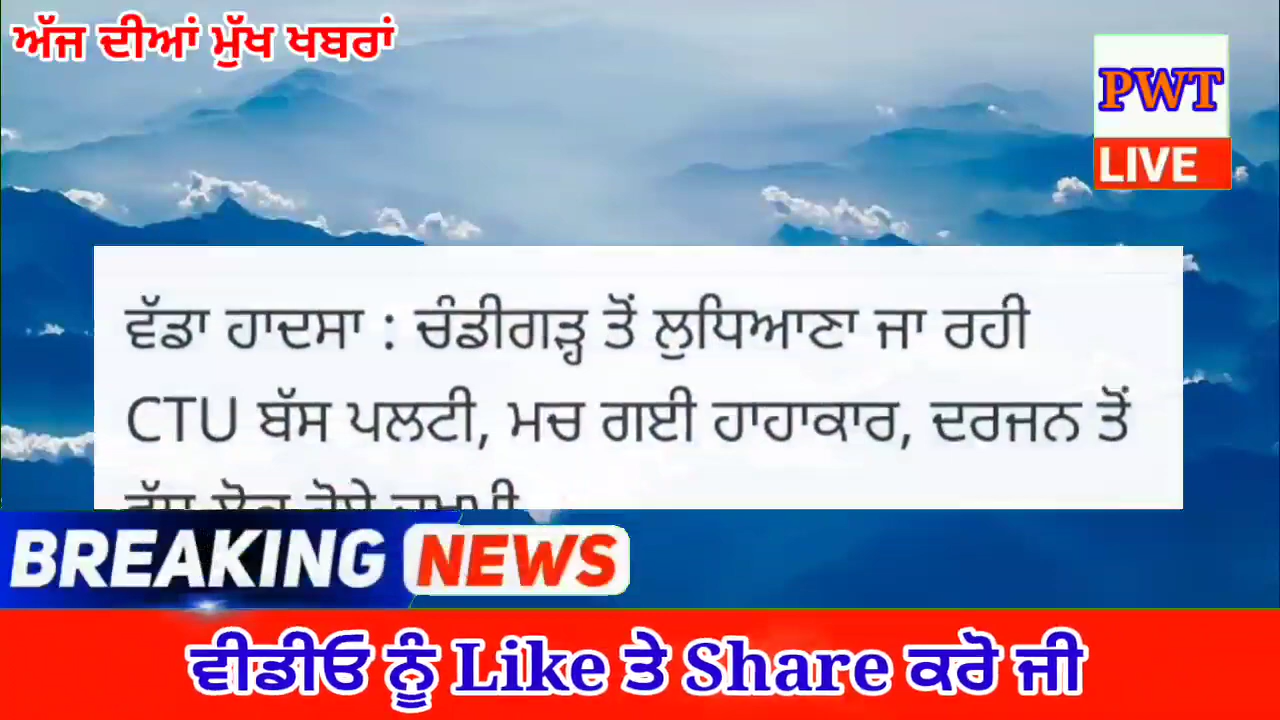 ਅੱਜ ਦੀਆਂ ਮੁੱਖ ਖਬਰਾਂ
PWT
LIVE
ਵੱਡਾ ਹਾਦਸਾ : ਚੰਡੀਗੜ੍ਹ ਤੋਂ ਲੁਧਿਆਣਾ ਜਾ ਰਹੀ
CTU ਬੱਸ ਪਲਟੀ, ਮਚ ਗਈ ਹਾਹਾਕਾਰ, ਦਰਜਨ ਤੋਂ
BREAKING NEWS
ਵੀਡੀਓ ਨੂੰ Like ਤੇ Share ਕਰੋ ਜੀ